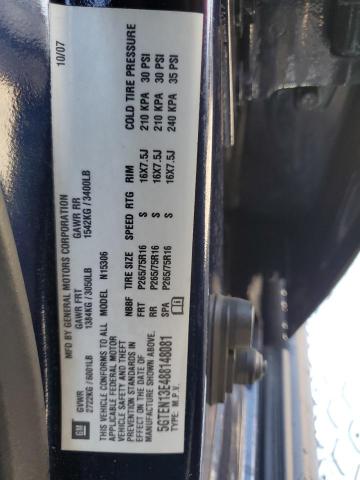 GM
MFD BY GENERAL MOTORS CORPORATION
10/07
GVWR GAWR FRT GAWR RR
2722KG / 6001LB 1384KG / 3050LB 1542KG / 3400LB
THIS VEHICLE CONFORMS TO ALL
APPLICABLE FEDERAL MOTOR
VEHICLE SAFETY AND THEFT
PREVENTION STANDARDS IN
EFFECT ON THE DATE OF
MANUFACTURE SHOWN ABOVE.
5GTEN13E488148081
TYPE: M.P.V.
MODEL: N15306
NBBF TIRE SIZE SPEED RTG RIM COLD TIRE PRESSURE
FRT P265/75R16 S 16X7.5J 210 KPA 30 PSI
RR P265/75R16 S 16X7.5J 210 KPA 30 PSI
SPA P265/75R16 S 16X7.5J 240 KPA 35 PSI